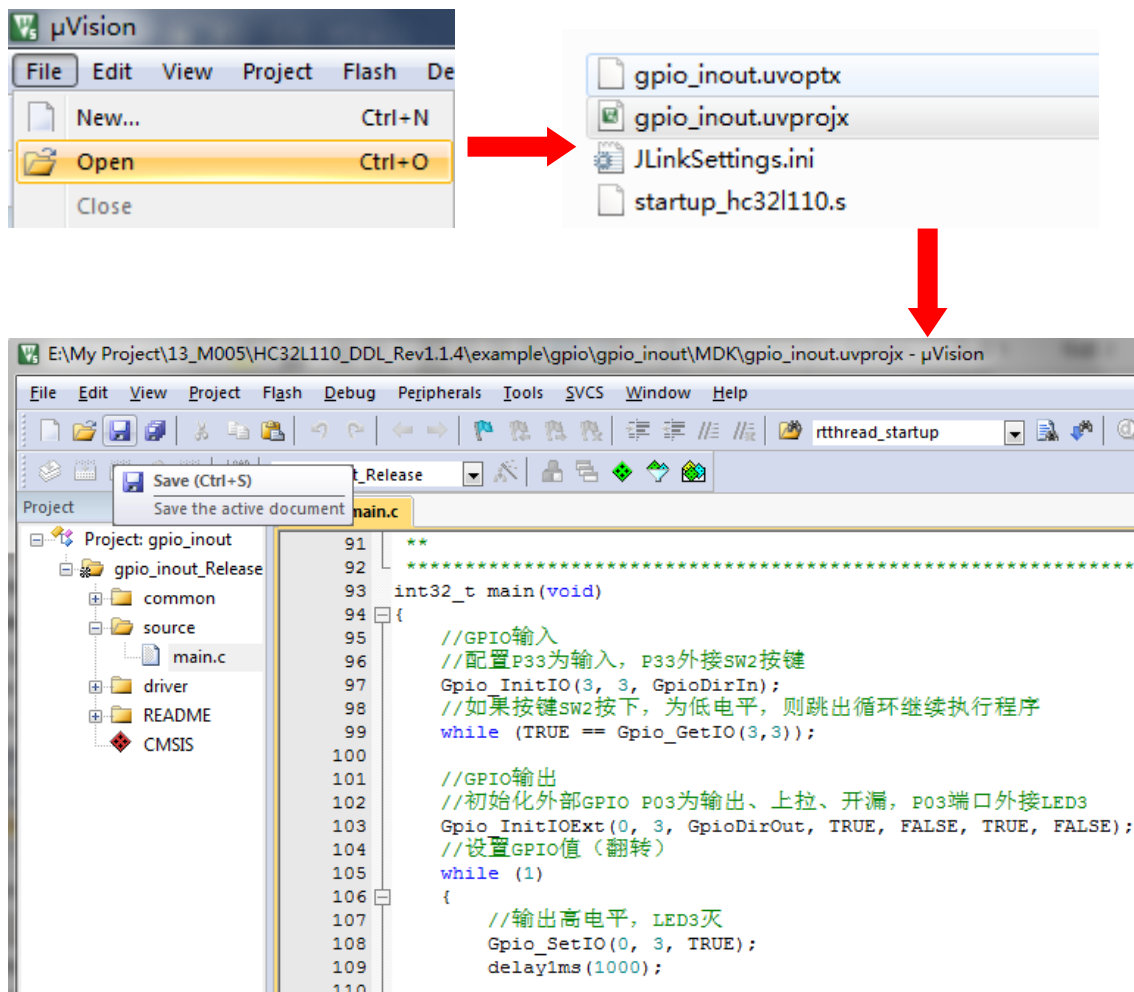 µVision
File Edit View Project Flash De
New... Ctrl+N
Open Ctrl+O
Close
gpio_inout.uvoptx
gpio_inout.uvprojx
JLinkSettings.ini
startup_hc32l110.s
E:\My Project\13_M005\HC32L110_DDL_Rev1.1.4\example\gpio\gpio_inout\MDK\gpio_inout.uvprojx - µVision
File Edit View Project Flash Debug Peripherals Tools SVCS Window Help
rtthread_startup
t_Release
Save (Ctrl+S)
Save the active document
Project
main.c
Project: gpio_inout
gpio_inout_Release
common
source
main.c
driver
README
CMSIS
91 **
92 *****************************************************************
93 int32_t main(void)
94 {
95 //GPIO输入
96 //配置P33为输入，P33外接SW2按键
97 Gpio_InitIO(3, 3, GpioDirIn);
98 //如果按键SW2按下，为低电平，则跳出循环继续执行程序
99 while (TRUE == Gpio_GetIO(3,3));
100
101 //GPIO输出
102 //初始化外部GPIO P03为输出、上拉、开漏，P03端口外接LED3
103 Gpio_InitIOExt(0, 3, GpioDirOut, TRUE, FALSE, TRUE, FALSE);
104 //设置GPIO值（翻转）
105 while (1)
106 {
107 //输出高电平，LED3灭
108 Gpio_SetIO(0, 3, TRUE);
109 delay1ms(1000);
110